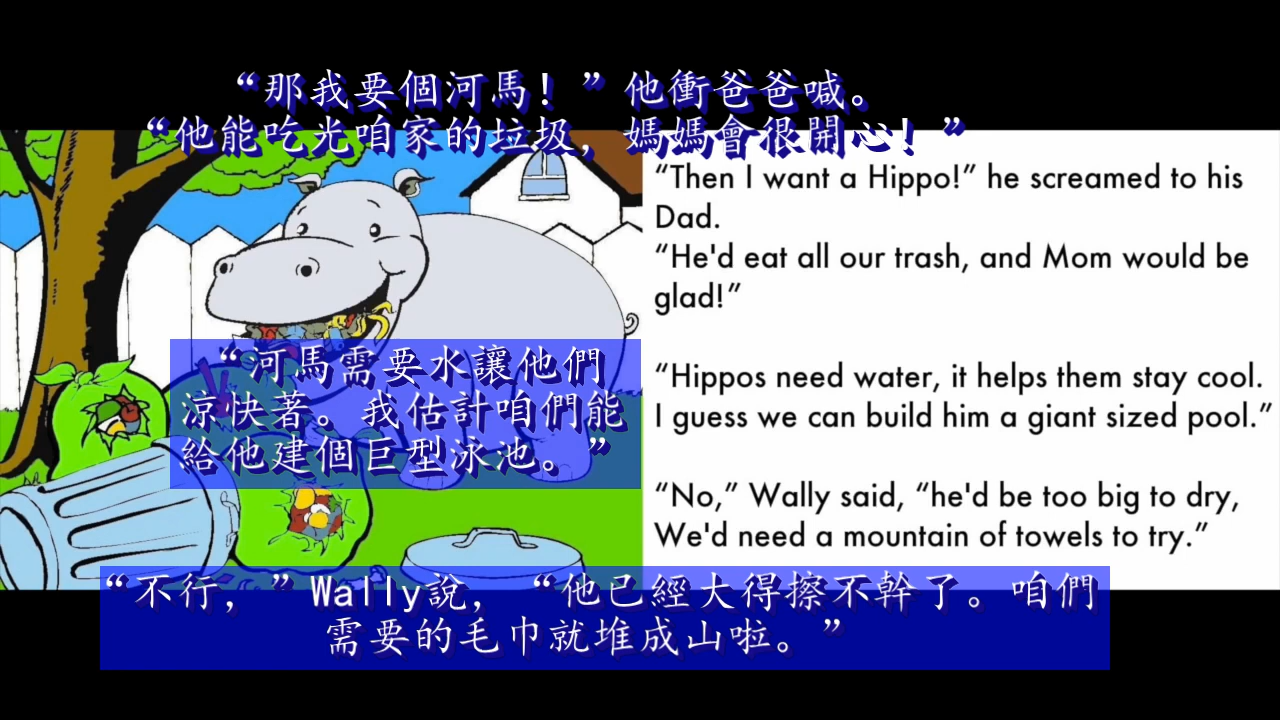 “那我要個河馬！”他衝爸爸喊。
“他能吃光咱家的垃圾，媽媽會很開心！”
“Then I want a Hippo!” he screamed to his
Dad.
“He'd eat all our trash, and Mom would be
glad!”
“河馬需要水讓他們
涼快著。我估計咱們能
給他建個巨型泳池。”
“Hippos need water, it helps them stay cool.
I guess we can build him a giant sized pool.”
“No,” Wally said, “he'd be too big to dry,
We'd need a mountain of towels to try.”
“不行，”Wally說，“他已經大得擦不幹了。咱們
需要的毛巾就堆成山啦。”